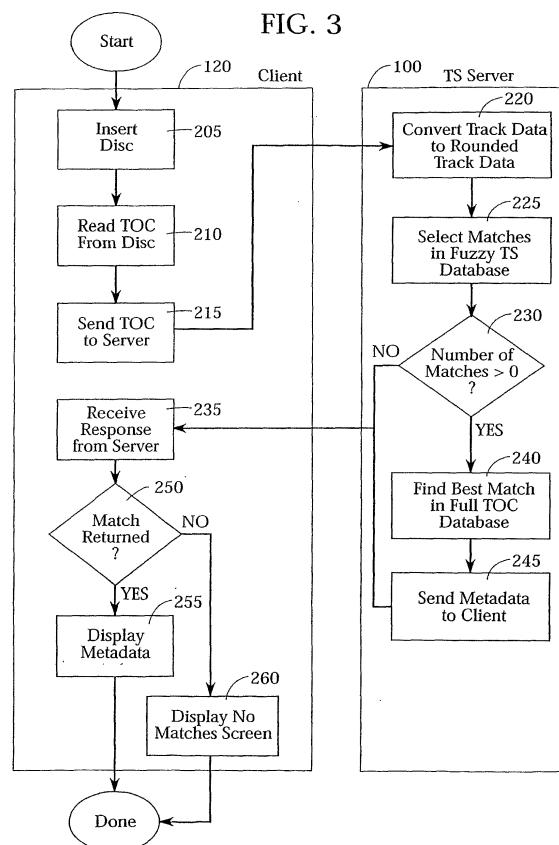 FIG. 3
Start
120
Client
100
TS Server
Insert
Disc
205
Read TOC
From Disc
210
Send TOC
to Server
215
220
Convert Track Data
to Rounded
Track Data
225
Select Matches
in Fuzzy TS
Database
230
Number of
Matches > 0
?
NO
YES
240
Find Best Match
in Full TOC
Database
245
Send Metadata
to Client
235
Receive
Response
from Server
250
Match
Returned
?
NO
YES
255
Display
Metadata
260
Display No
Matches Screen
Done